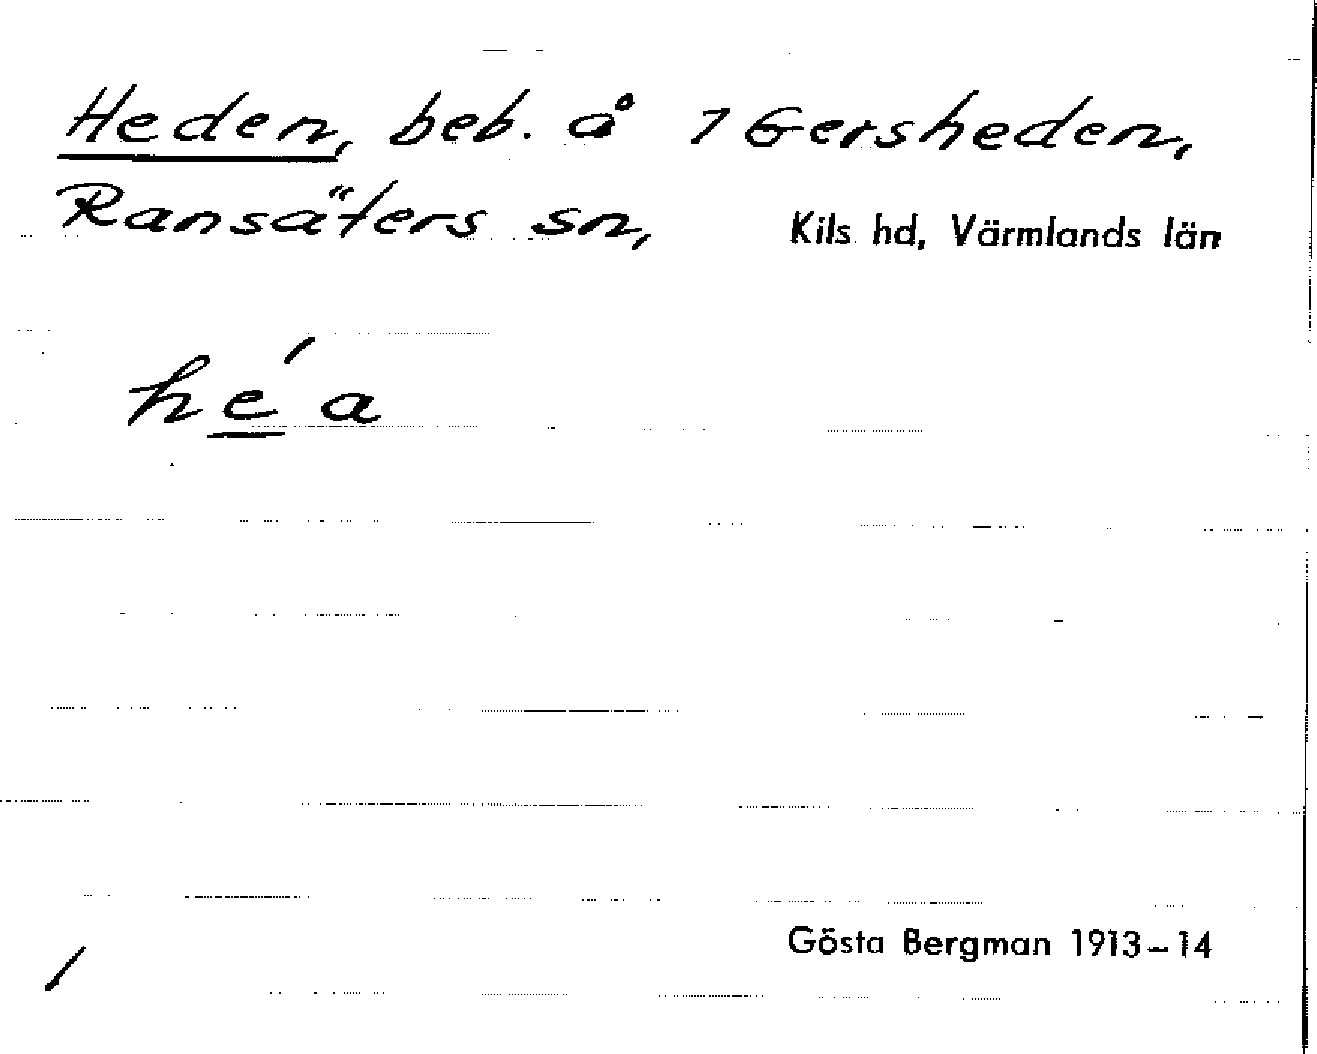 Heden, beb. å 1 Gersheden,
Ransäters sn, Kils hd, Värmlands län
he´a
Gösta Bergman 1913–14